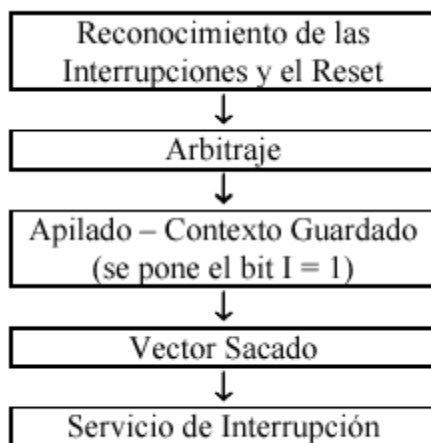 Reconocimiento de las
Interrupciones y el Reset
Arbitraje
Apilado – Contexto Guardado
(se pone el bit I = 1)
Vector Sacado
Servicio de Interrupción